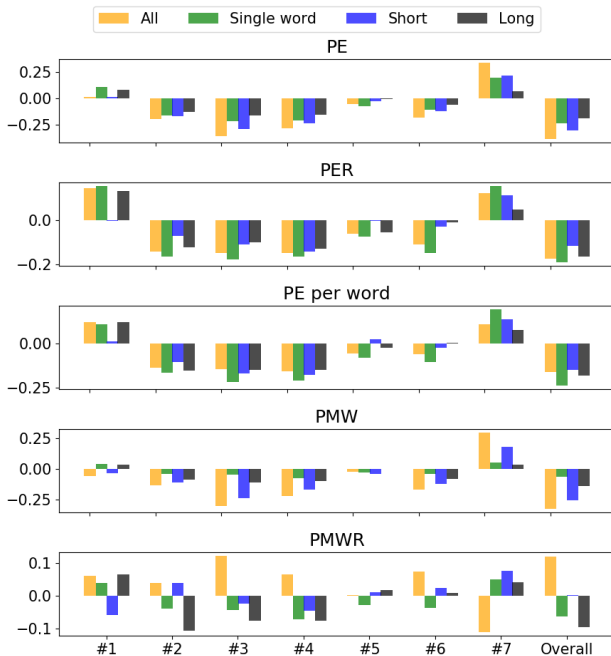 All Single word Short Long
PE
0.25
0.00
−0.25
PER
0.0
−0.2
PE per word
0.00
−0.25
PMW
0.25
0.00
−0.25
PMWR
0.1
0.0
−0.1
#1 #2 #3 #4 #5 #6 #7 Overall